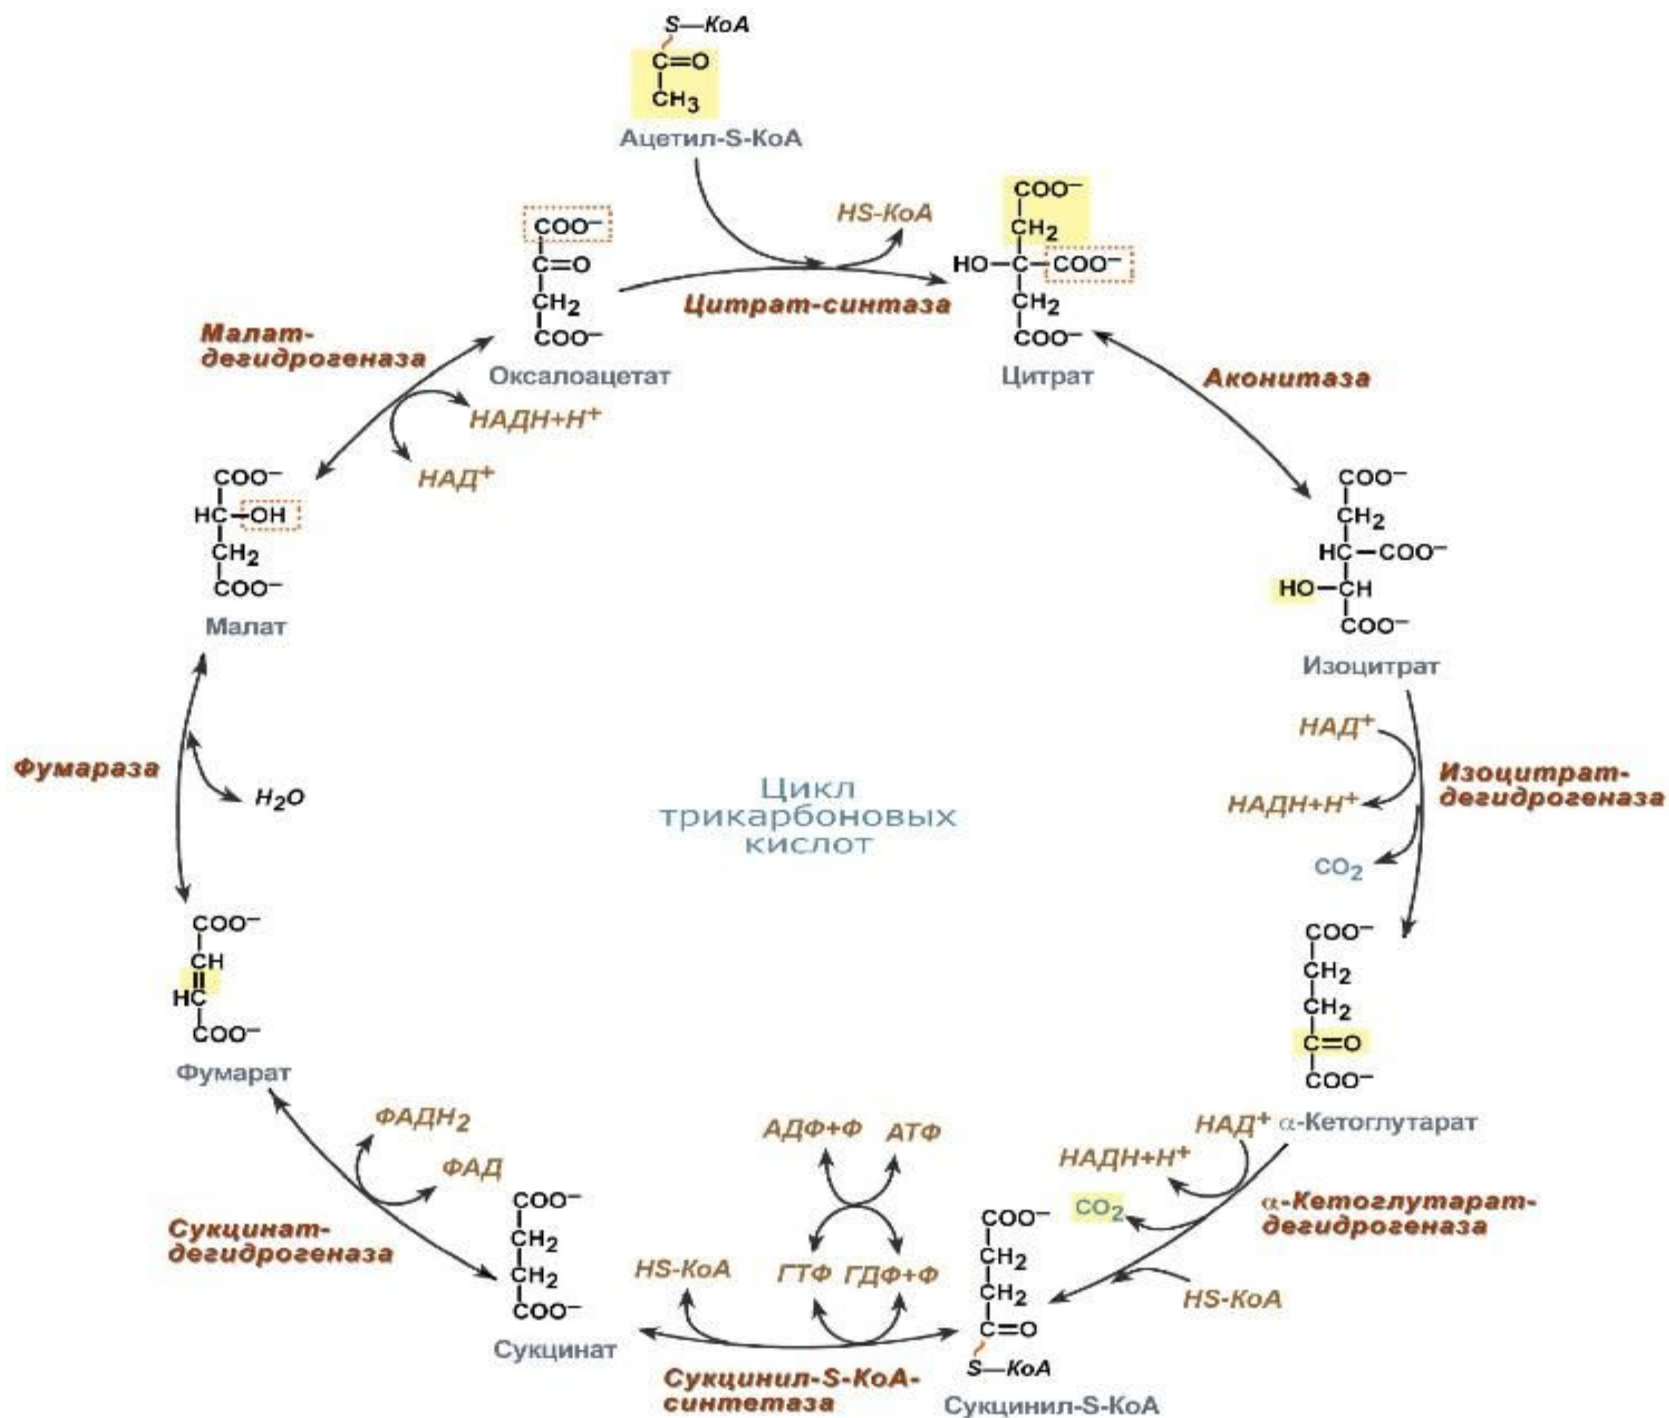 S—КоА
C=O
CH3
Ацетил-S-КоА
COO–
C=O
CH2
COO–
Оксалоацетат
HS-КоА
Цитрат-синтаза
COO–
CH2
HO–C–COO–
CH2
COO–
Цитрат
Аконитаза
COO–
CH2
HC–COO–
HO–CH
COO–
Изоцитрат
НАД+
НАДН+Н+
CO2
Изоцитрат-
дегидрогеназа
COO–
CH2
CH2
C=O
COO–
α-Кетоглутарат
НАД+
НАДН+Н+
CO2
HS-КоА
α-Кетоглутарат-
дегидрогеназа
COO–
CH2
CH2
C=O
S—КоА
Сукцинил-S-КоА
АДФ+Ф
АТФ
ГТФ
ГДФ+Ф
HS-КоА
Сукцинил-S-КоА-
синтетаза
COO–
CH2
CH2
COO–
Сукцинат
ФАДН2
ФАД
Сукцинат-
дегидрогеназа
COO–
CH
HC
COO–
Фумарат
Фумараза
H2O
COO–
HC–OH
CH2
COO–
Малат
Малат-
дегидрогеназа
НАДН+Н+
НАД+
Цикл
трикарбоновых
кислот